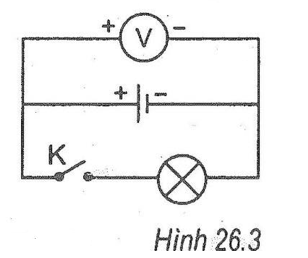 + V −
+ −
K
Hình 26.3